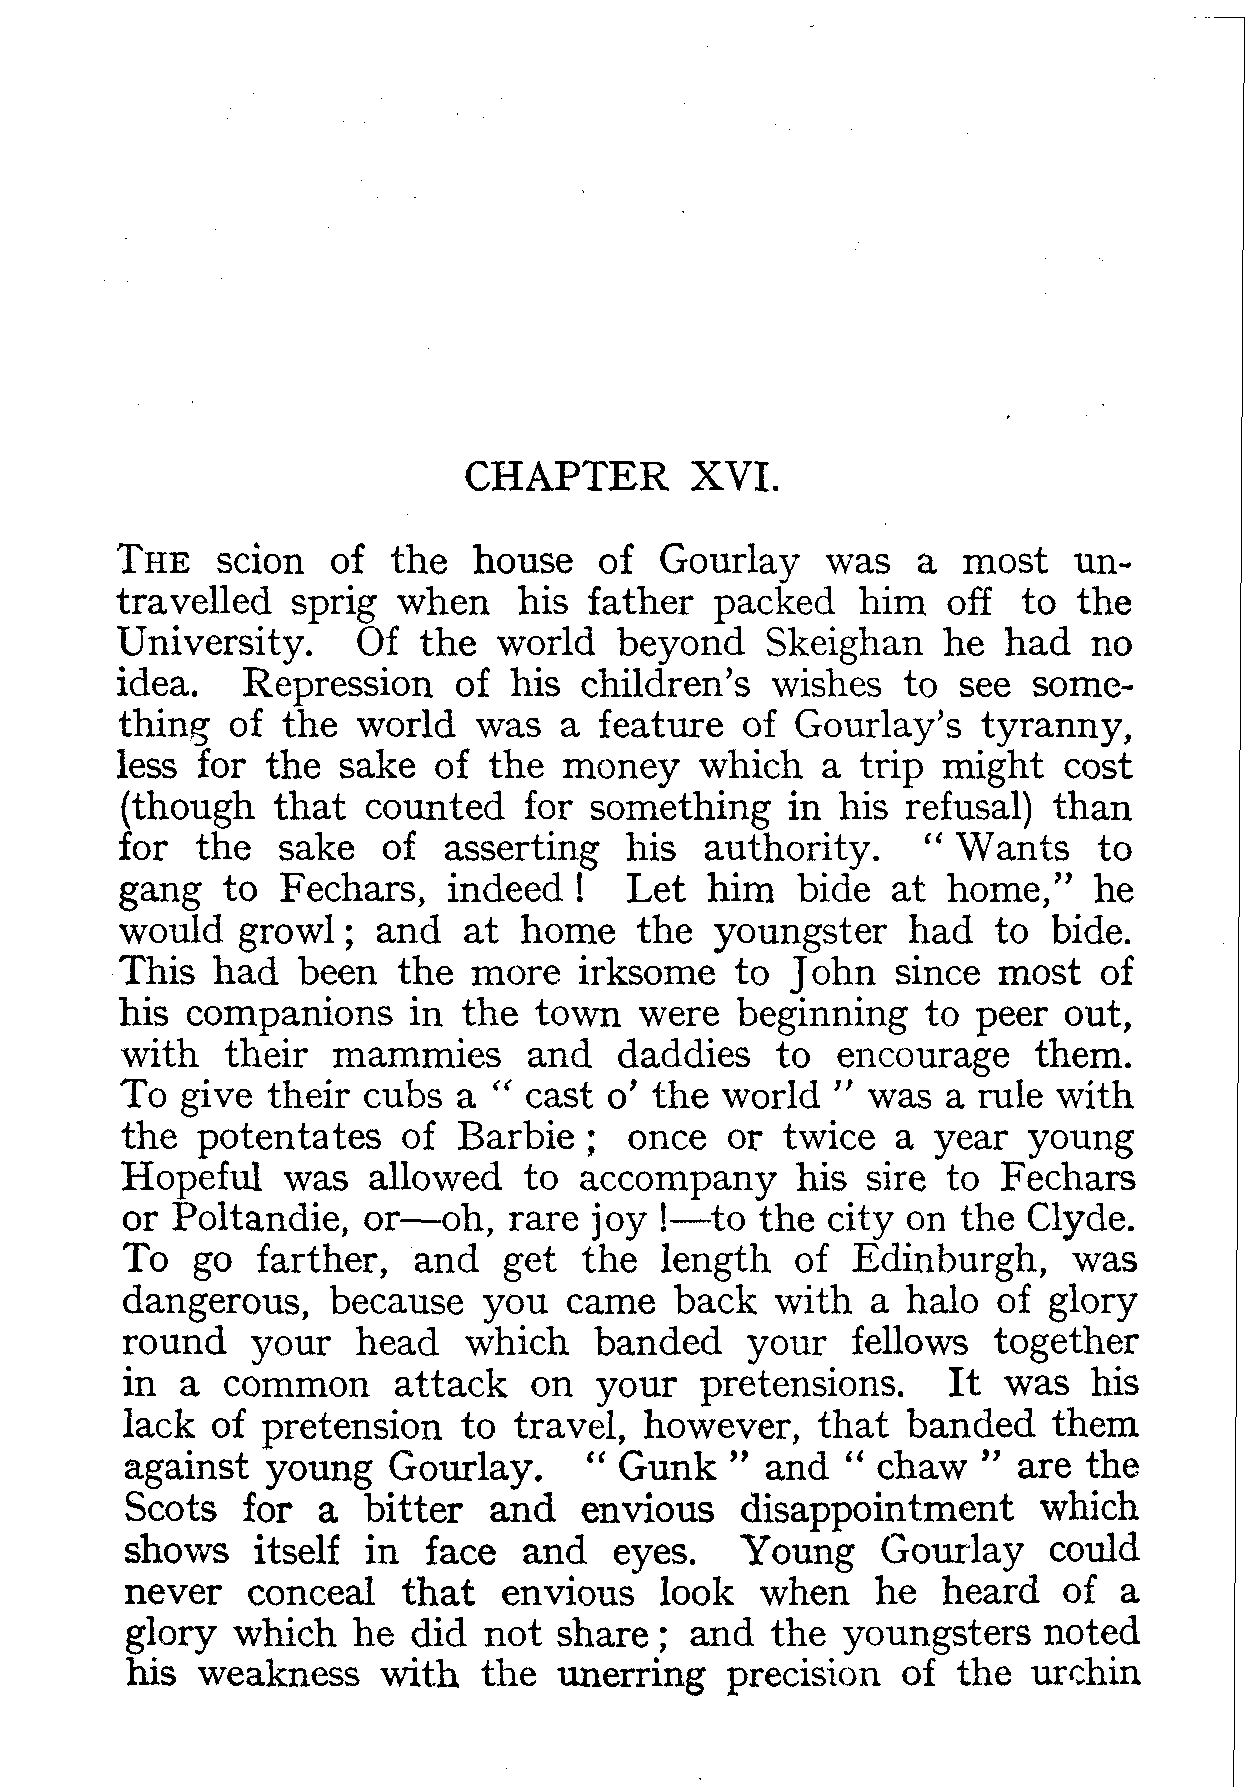 CHAPTER XVI.
THE scion of the house of Gourlay was a most un-
travelled sprig when his father packed him off to the
University. Of the world beyond Skeighan he had no
idea. Repression of his children's wishes to see some-
thing of the world was a feature of Gourlay's tyranny,
less for the sake of the money which a trip might cost
(though that counted for something in his refusal) than
for the sake of asserting his authority. “ Wants to
gang to Fechars, indeed ! Let him bide at home,” he
would growl ; and at home the youngster had to bide.
This had been the more irksome to John since most of
his companions in the town were beginning to peer out,
with their mammies and daddies to encourage them.
To give their cubs a “ cast o' the world ” was a rule with
the potentates of Barbie ; once or twice a year young
Hopeful was allowed to accompany his sire to Fechars
or Poltandie, or—oh, rare joy !—to the city on the Clyde.
To go farther, and get the length of Edinburgh, was
dangerous, because you came back with a halo of glory
round your head which banded your fellows together
in a common attack on your pretensions. It was his
lack of pretension to travel, however, that banded them
against young Gourlay. “ Gunk ” and “ chaw ” are the
Scots for a bitter and envious disappointment which
shows itself in face and eyes. Young Gourlay could
never conceal that envious look when he heard of a
glory which he did not share ; and the youngsters noted
his weakness with the unerring precision of the urchin